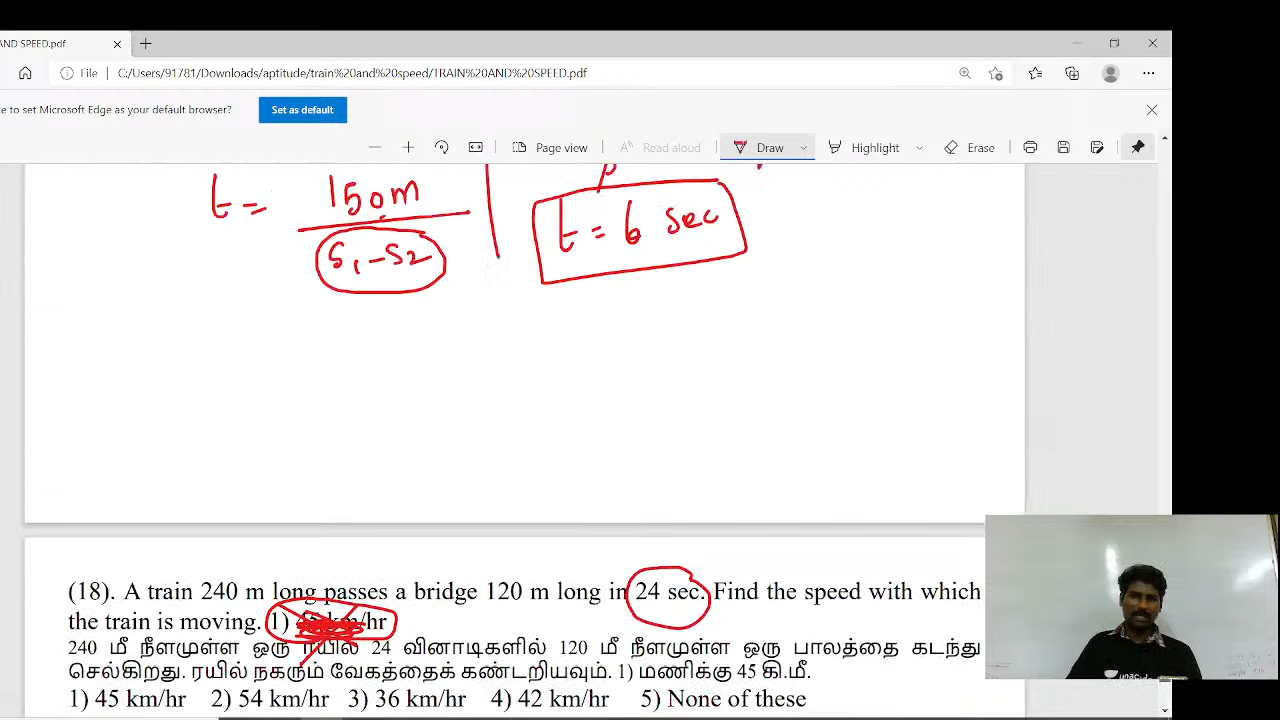 AND SPEED.pdf
File C:/Users/91781/Downloads/aptitude/train%20and%20speed/TRAIN%20AND%20SPEED.pdf
e to set Microsoft Edge as your default browser? Set as default
Page view Read aloud Draw Highlight Erase
t = 150m
S1-S2
t = 6 sec
(18). A train 240 m long passes a bridge 120 m long in 24 sec. Find the speed with which
the train is moving. 1) km/hr
240 மீ நீளமுள்ள ஒரு ரயில் 24 வினாடிகளில் 120 மீ நீளமுள்ள ஒரு பாலத்தை கடந்து
செல்கிறது. ரயில் நகரும் வேகத்தைக் கண்டறியவும். 1) மணிக்கு 45 கி.மீ.
1) 45 km/hr 2) 54 km/hr 3) 36 km/hr 4) 42 km/hr 5) None of these